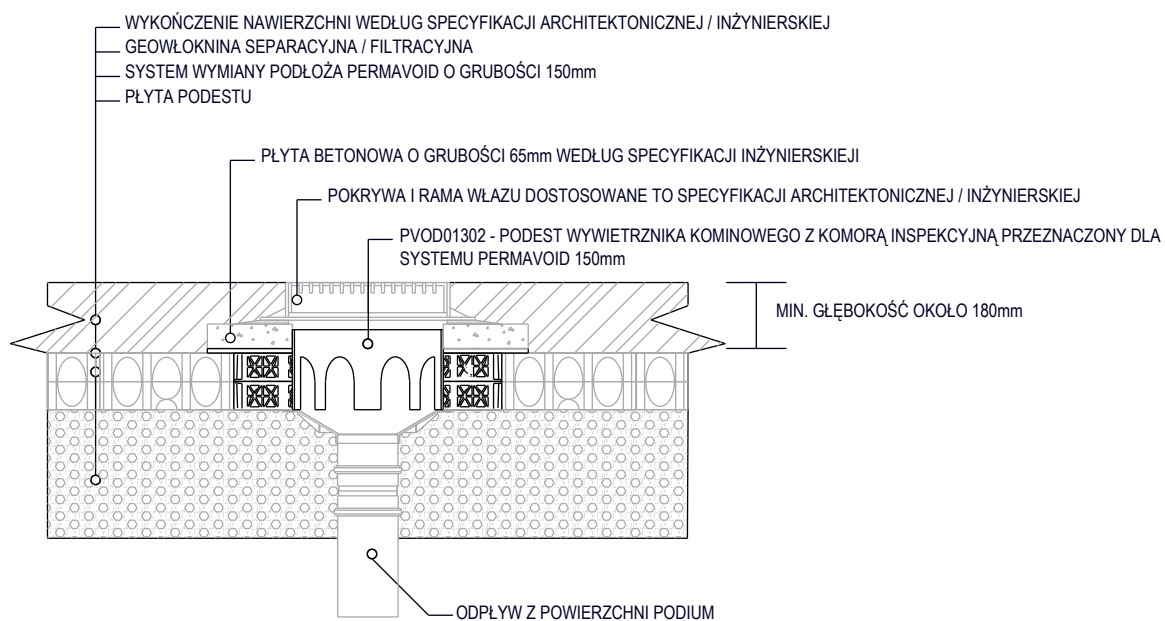 WYKOŃCZENIE NAWIERZCHNI WEDŁUG SPECYFIKACJI ARCHITEKTONICZNEJ / INŻYNIERSKIEJ
GEOWŁOKNINA SEPARACYJNA / FILTRACYJNA
SYSTEM WYMIANY PODŁOŻA PERMAVOID O GRUBOŚCI 150mm
PŁYTA PODESTU
PŁYTA BETONOWA O GRUBOŚCI 65mm WEDŁUG SPECYFIKACJI INŻYNIERSKIEJI
POKRYWA I RAMA WŁAZU DOSTOSOWANE TO SPECYFIKACJI ARCHITEKTONICZNEJ / INŻYNIERSKIEJ
PVOD01302 - PODEST WYWIETRZNIKA KOMINOWEGO Z KOMORĄ INSPEKCYJNĄ PRZEZNACZONY DLA
SYSTEMU PERMAVOID 150mm
MIN. GŁĘBOKOŚĆ OKOŁO 180mm
ODPŁYW Z POWIERZCHNI PODIUM